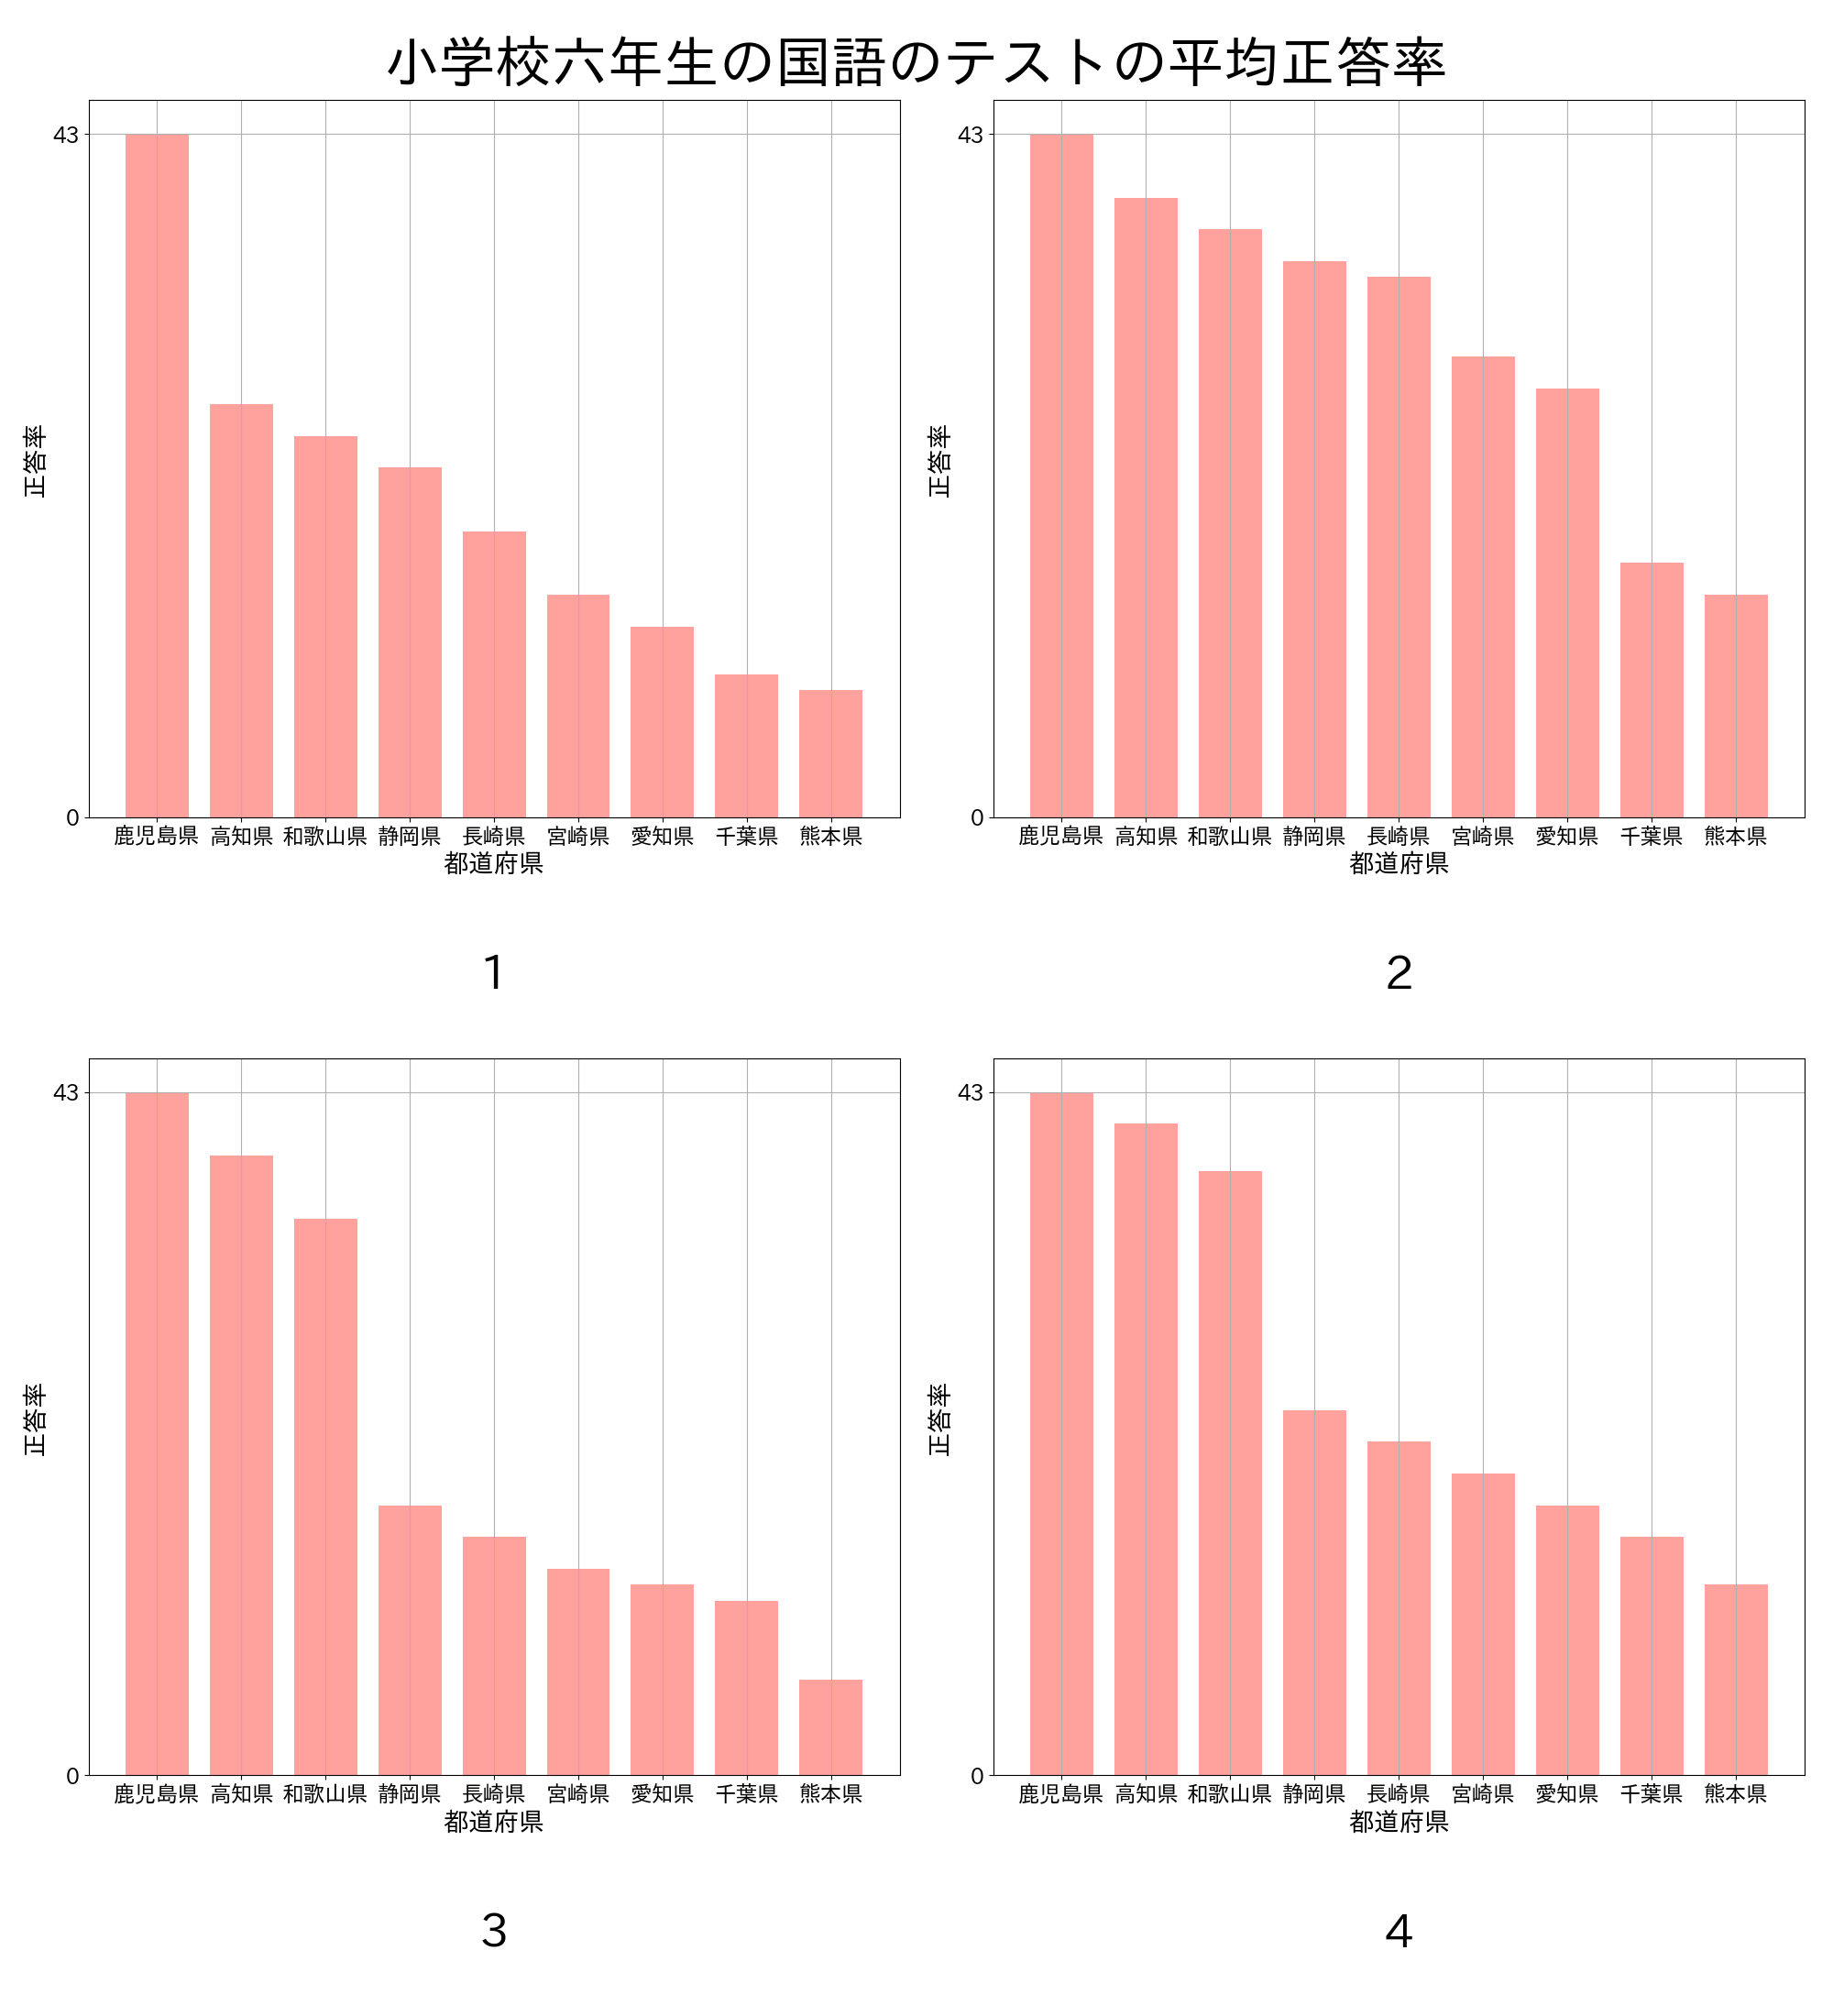 小学校六年生の国語のテストの平均正答率
43
0
正答率
鹿児島県 高知県 和歌山県 静岡県 長崎県 宮崎県 愛知県 千葉県 熊本県
都道府県
1
43
0
正答率
鹿児島県 高知県 和歌山県 静岡県 長崎県 宮崎県 愛知県 千葉県 熊本県
都道府県
2
43
0
正答率
鹿児島県 高知県 和歌山県 静岡県 長崎県 宮崎県 愛知県 千葉県 熊本県
都道府県
3
43
0
正答率
鹿児島県 高知県 和歌山県 静岡県 長崎県 宮崎県 愛知県 千葉県 熊本県
都道府県
4